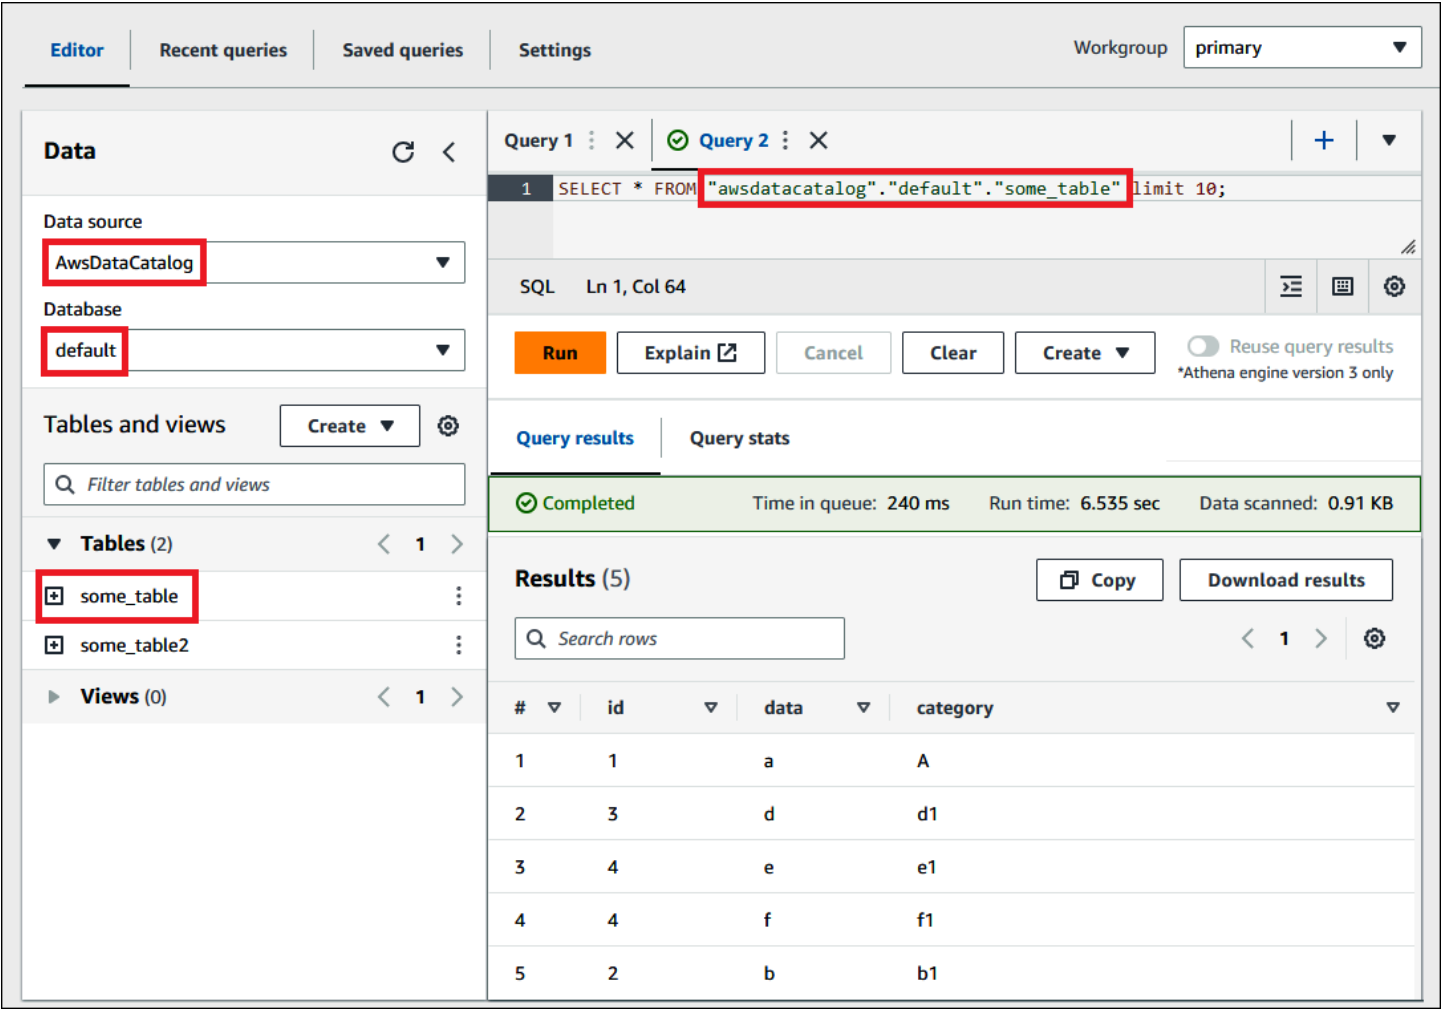 Editor Recent queries Saved queries Settings Workgroup primary
Data
Data source
AwsDataCatalog
Database
default
Tables and views Create
Filter tables and views
Tables (2) 1
some_table
some_table2
Views (0) 1
Query 1 Query 2
1 SELECT * FROM "awsdatacatalog"."default"."some_table" limit 10;
SQL Ln 1, Col 64
Run Explain Cancel Clear Create Reuse query results
*Athena engine version 3 only
Query results Query stats
Completed Time in queue: 240 ms Run time: 6.535 sec Data scanned: 0.91 KB
Results (5) Copy Download results
Search rows 1
# id data category
1 1 a A
2 3 d d1
3 4 e e1
4 4 f f1
5 2 b b1